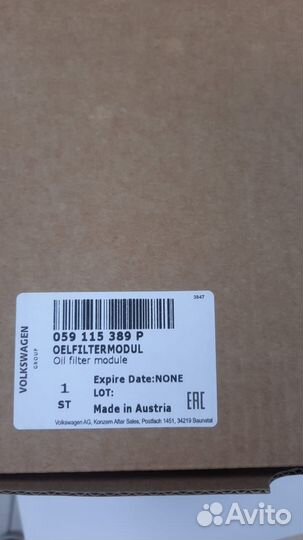 3847
059 115 389 P
OELFILTERMODUL
Oil filter module
VOLKSWAGEN
GROUP
1
ST
Expire Date:NONE
LOT:
Made in Austria
EAC
Volkswagen AG, Konzern After Sales, Postfach 1451, 34219 Baunatal
Avito